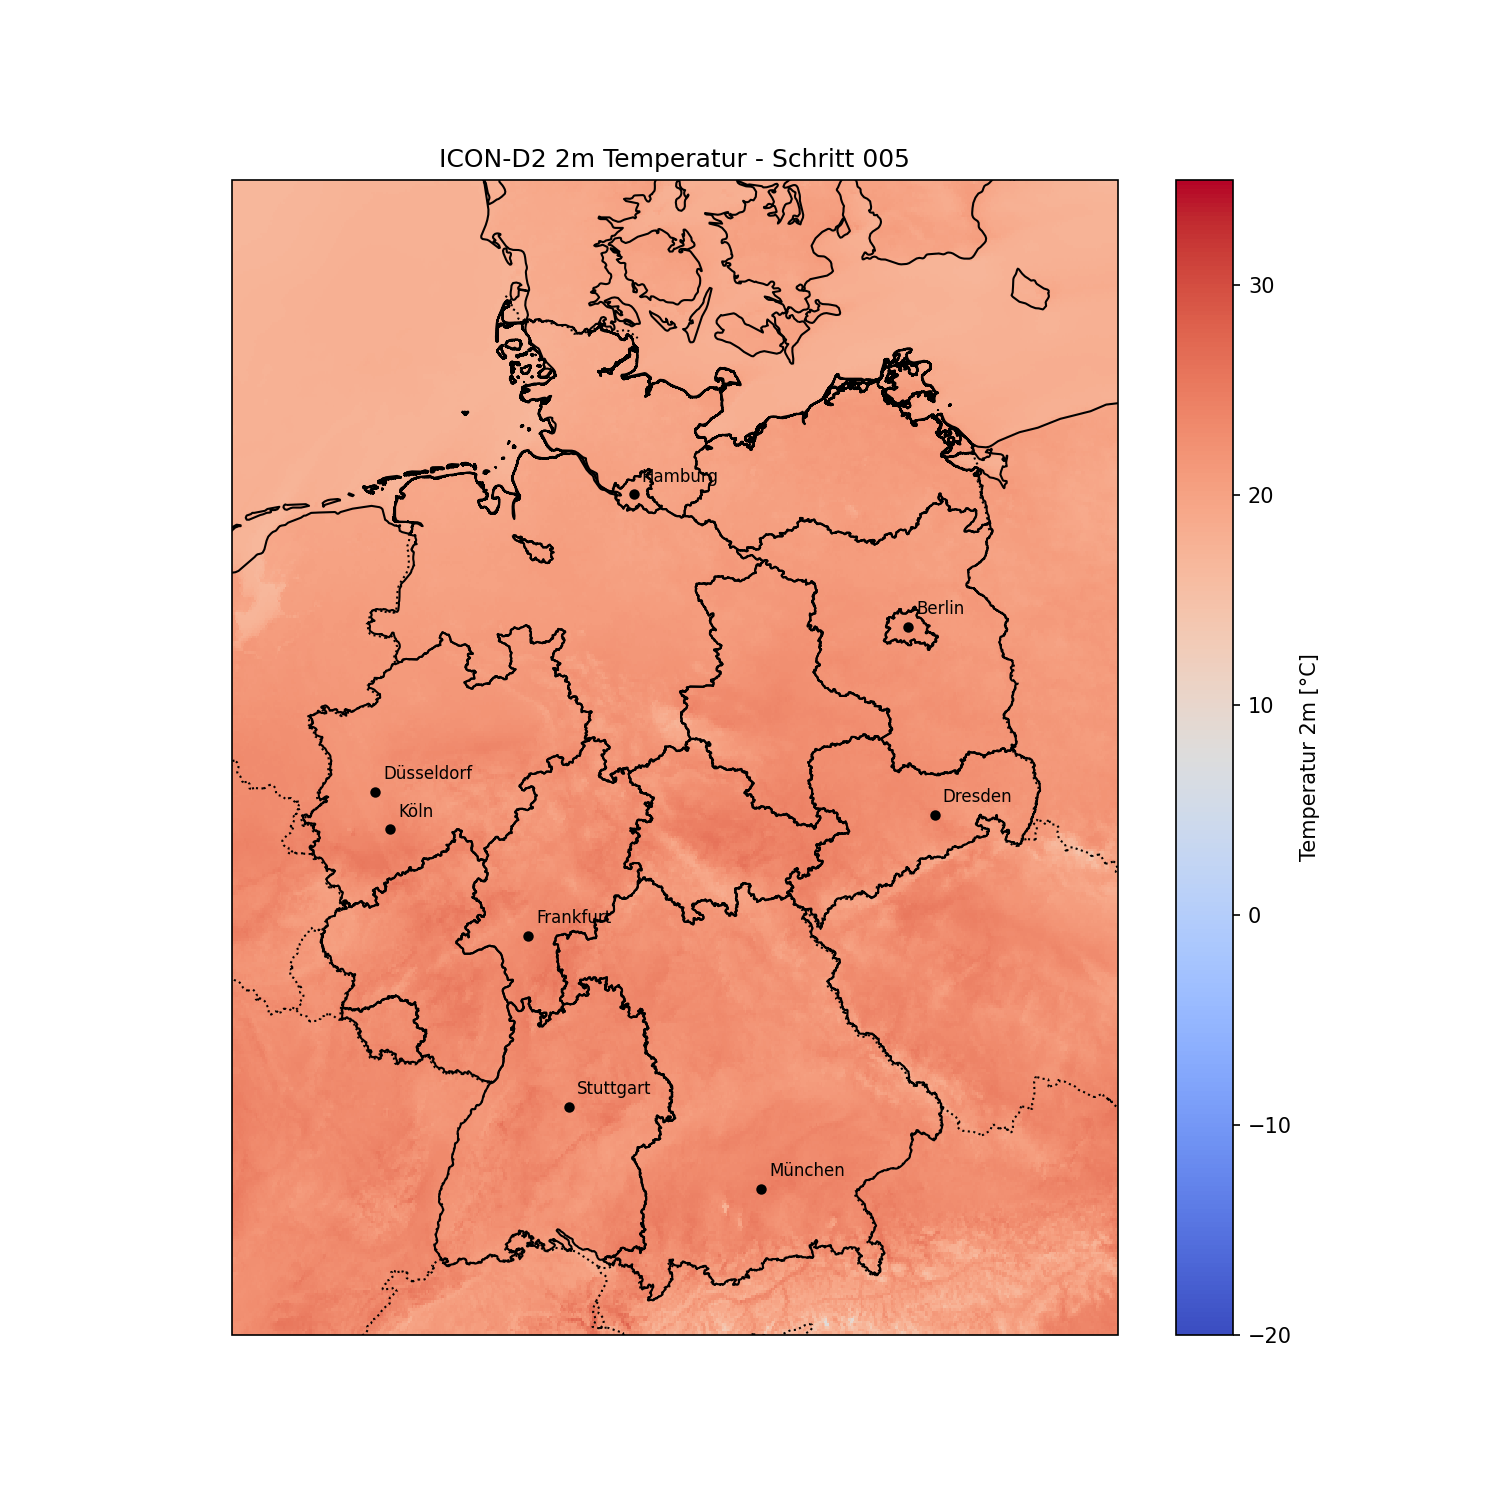 ICON-D2 2m Temperatur - Schritt 005
Hamburg
Berlin
Düsseldorf
Köln
Dresden
Frankfurt
Stuttgart
München
30
20
10
0
−10
−20
Temperatur 2m [°C]